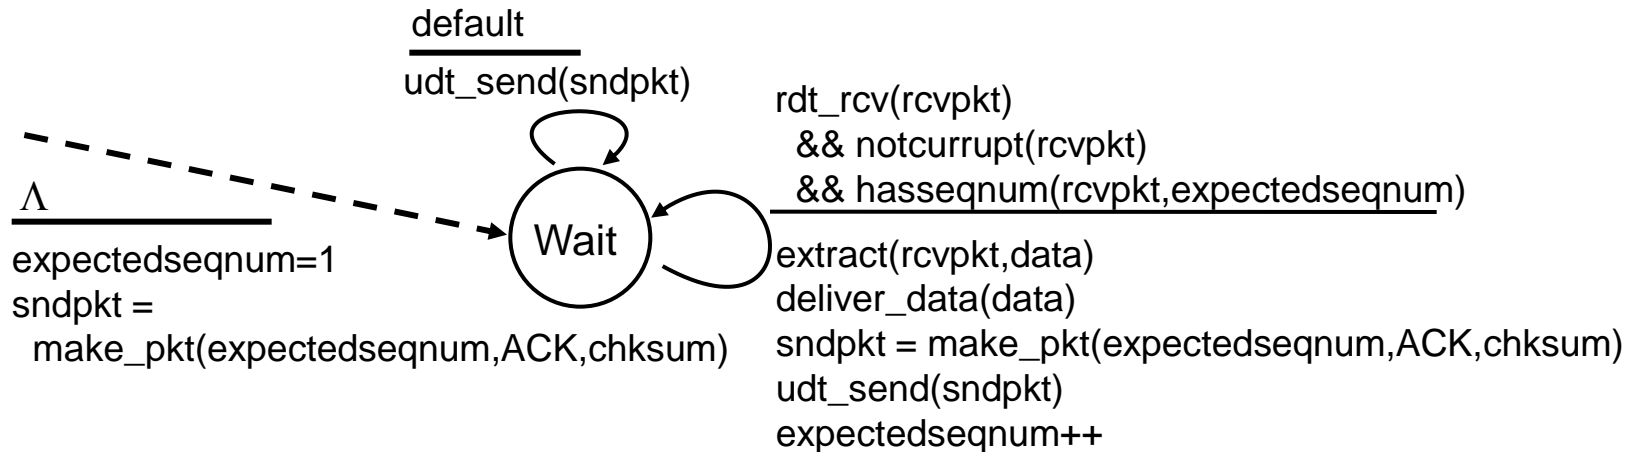 default
udt_send(sndpkt)
Λ
expectedseqnum=1
sndpkt =
make_pkt(expectedseqnum,ACK,chksum)
Wait
rdt_rcv(rcvpkt)
&& notcurrupt(rcvpkt)
&& hasseqnum(rcvpkt,expectedseqnum)
extract(rcvpkt,data)
deliver_data(data)
sndpkt = make_pkt(expectedseqnum,ACK,chksum)
udt_send(sndpkt)
expectedseqnum++